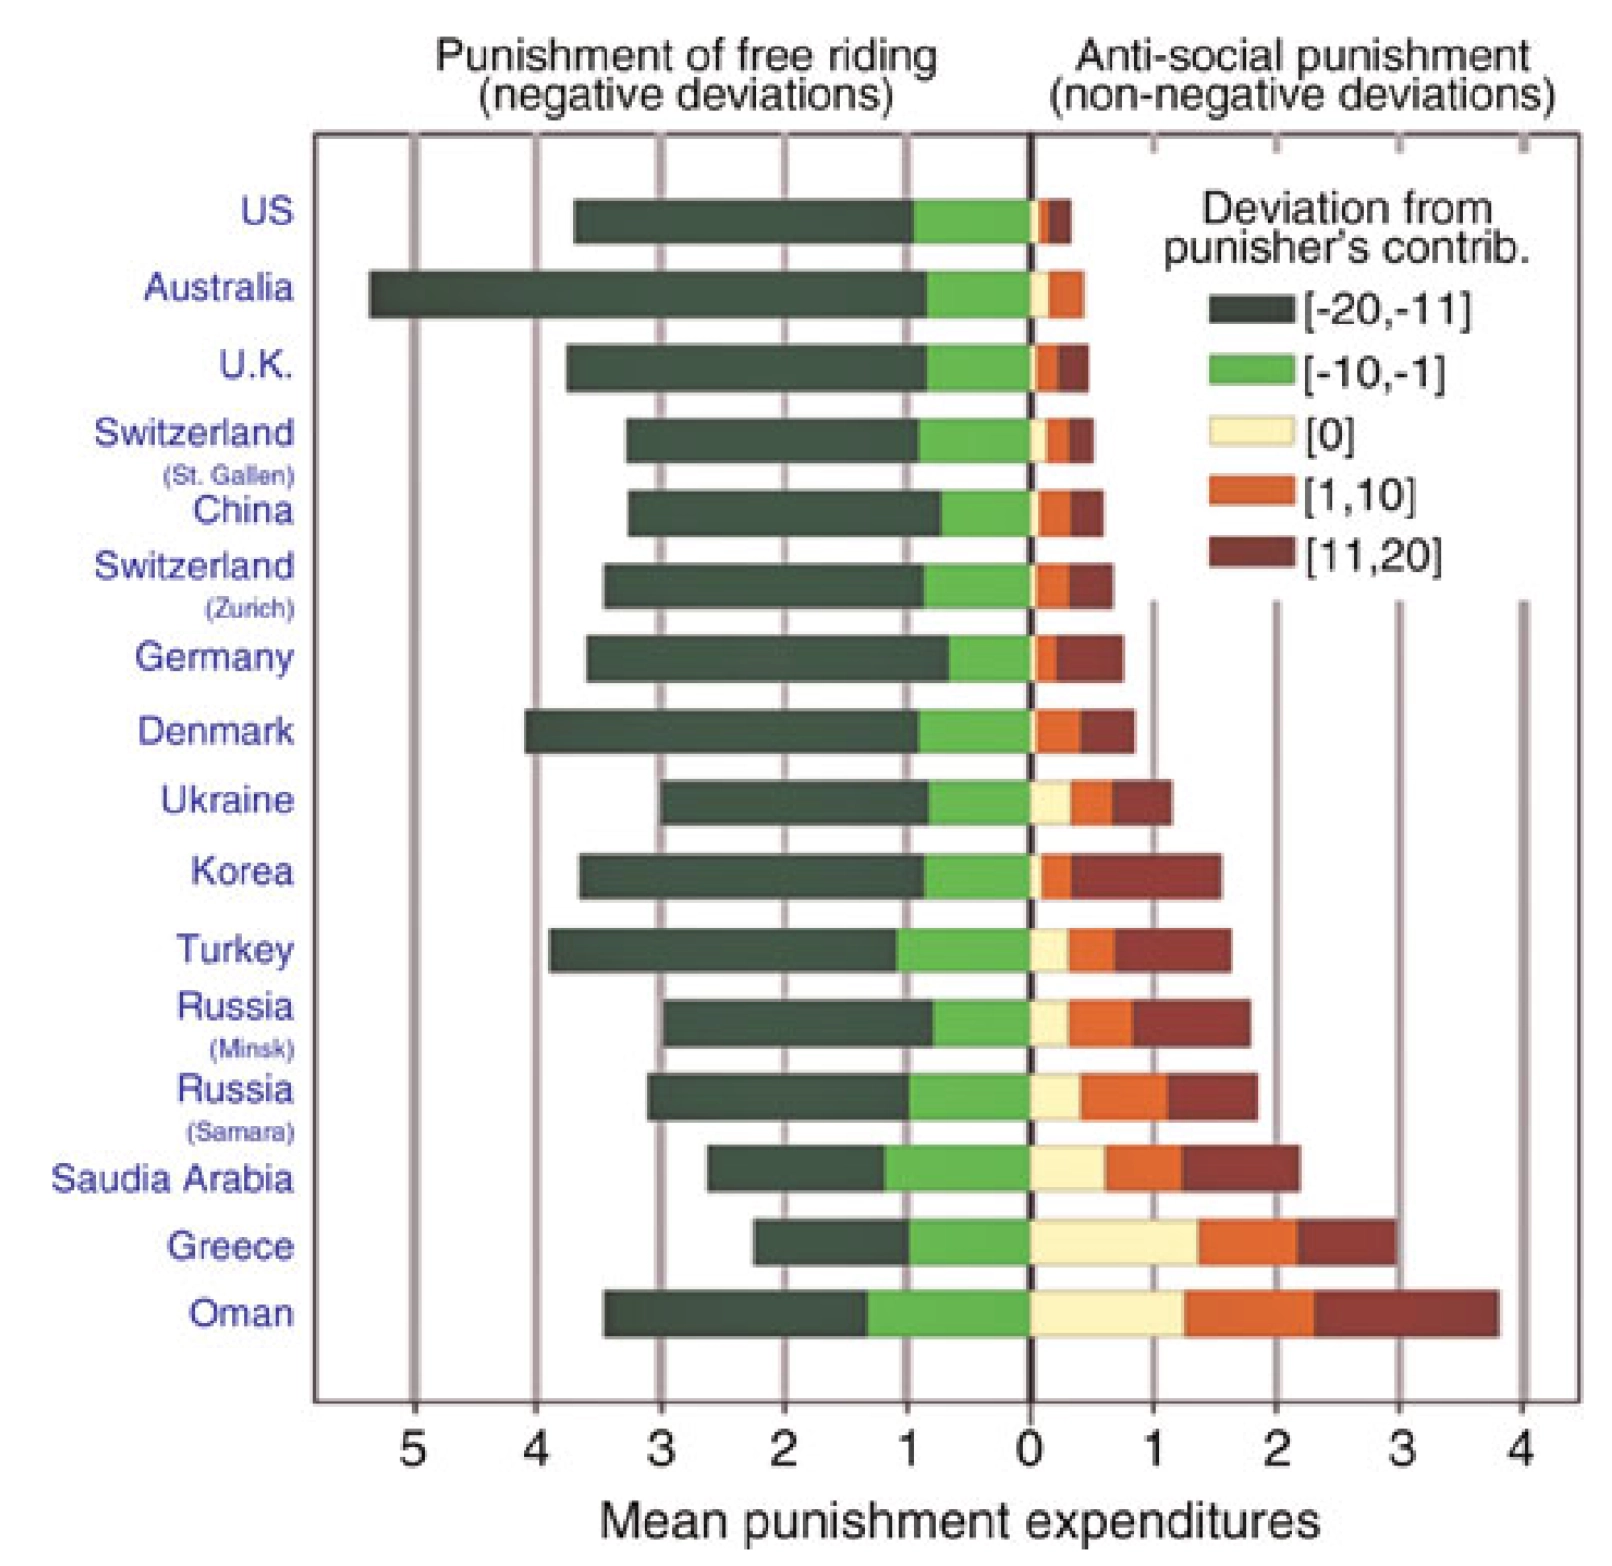 Punishment of free riding
(negative deviations)
Anti-social punishment
(non-negative deviations)
US
Australia
U.K.
Switzerland
(St. Gallen)
China
Switzerland
(Zurich)
Germany
Denmark
Ukraine
Korea
Turkey
Russia
(Minsk)
Russia
(Samara)
Saudia Arabia
Greece
Oman
Deviation from
punisher's contrib.
[-20,-11]
[-10,-1]
[0]
[1,10]
[11,20]
5 4 3 2 1 0 1 2 3 4
Mean punishment expenditures